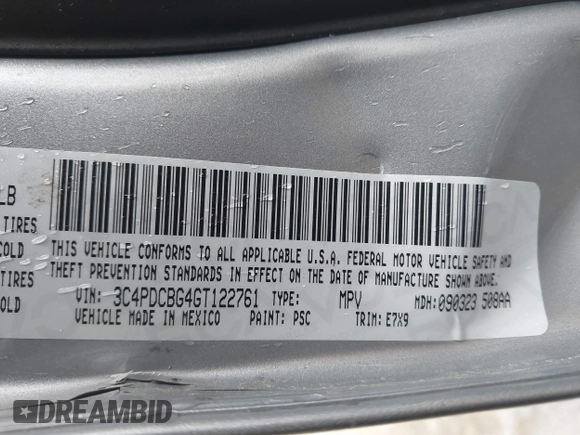 LB
TIRES
COLD
TIRES
COLD
THIS VEHICLE CONFORMS TO ALL APPLICABLE U.S.A. FEDERAL MOTOR VEHICLE SAFETY AND
THEFT PREVENTION STANDARDS IN EFFECT ON THE DATE OF MANUFACTURE SHOWN ABOVE.
VIN: 3C4PDCBG4GT122761 TYPE: MPV MDH: 090323 508AA
VEHICLE MADE IN MEXICO PAINT: PSC TRIM: E7X9
DREAMBID